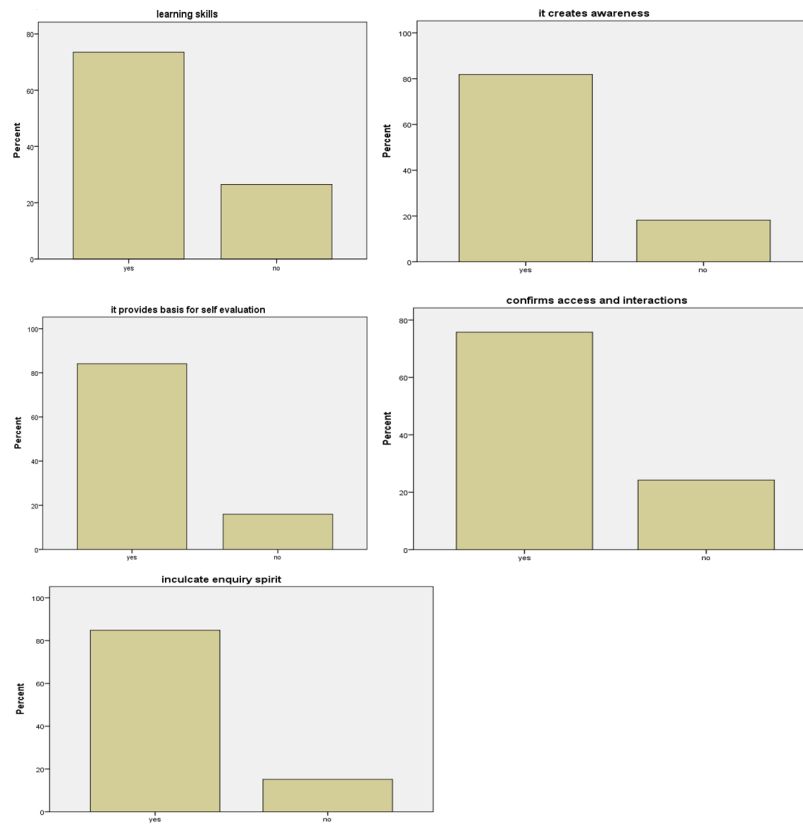 learning skills
80
60
40
20
0
Percent
yes no
it creates awareness
100
80
60
40
20
0
Percent
yes no
it provides basis for self evaluation
100
80
60
40
20
0
Percent
yes no
confirms access and interactions
80
60
40
20
0
Percent
yes no
inculcate enquiry spirit
100
80
60
40
20
0
Percent
yes no